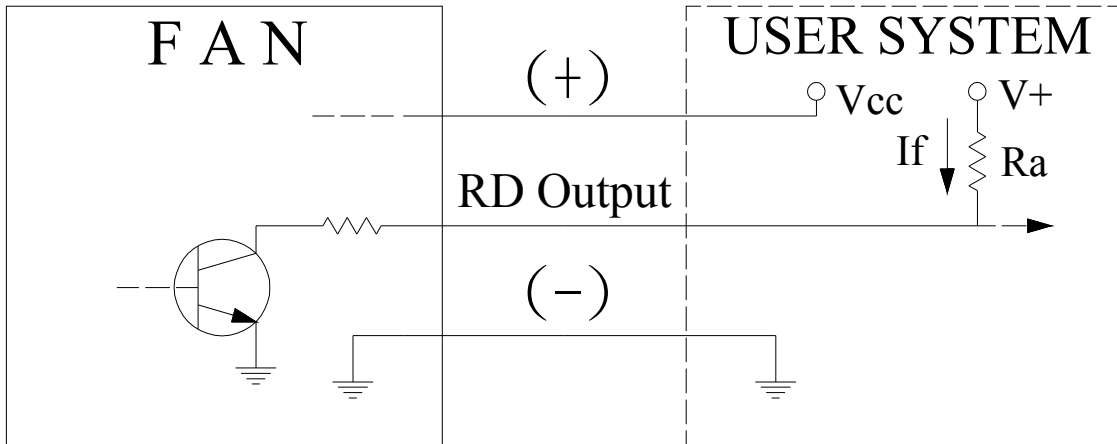 F A N
USER SYSTEM
(+)
Vcc
V+
If
Ra
RD Output
(-)